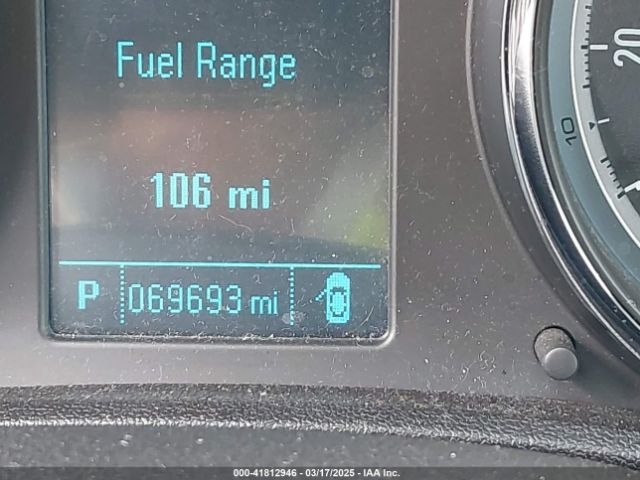 Fuel Range
106 mi
P 069693 mi
20
10
000-41812946 - 03/17/2025 - IAA Inc.